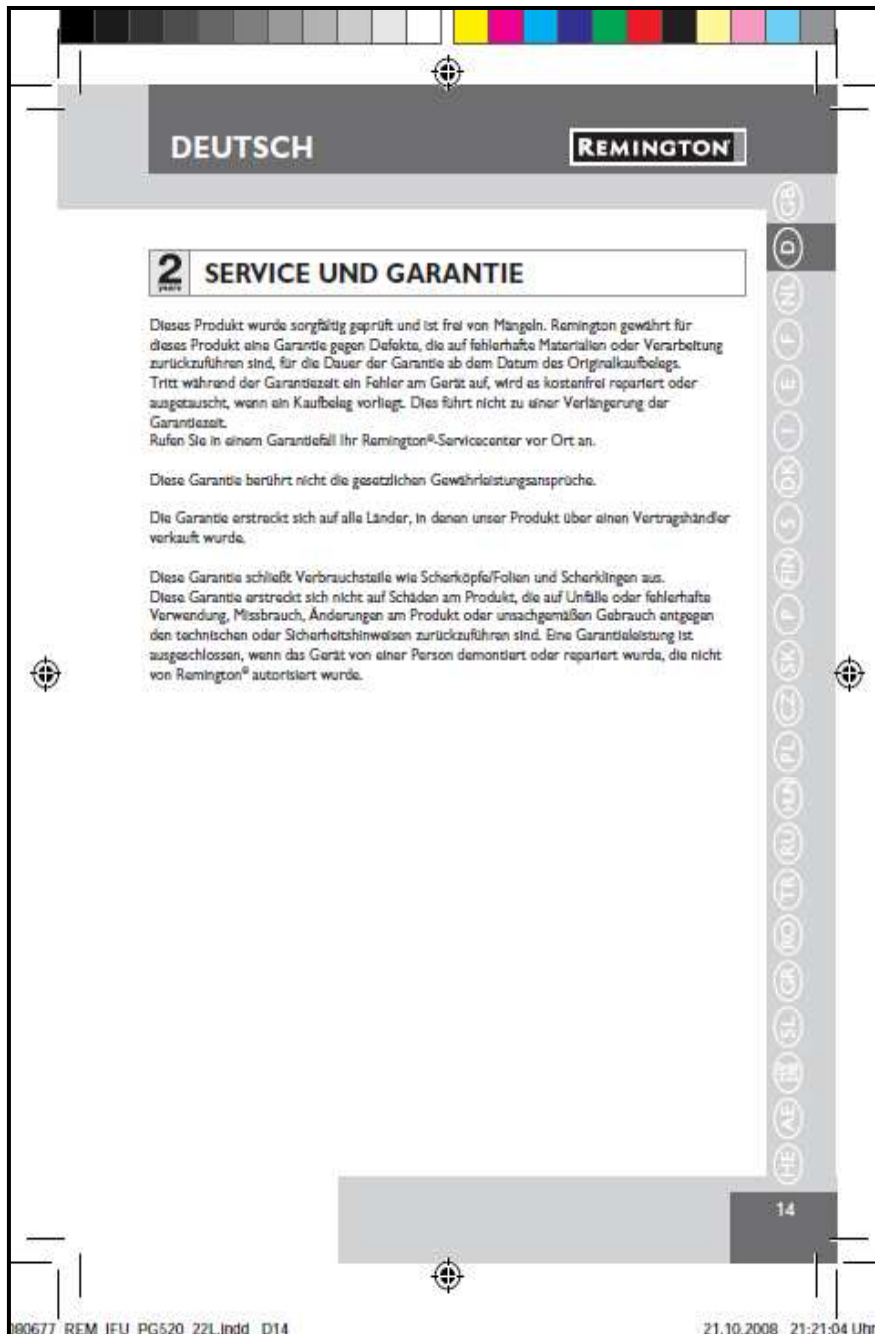 DEUTSCH
REMINGTON
2 years SERVICE UND GARANTIE
Dieses Produkt wurde sorgfältig geprüft und ist frei von Mängeln. Remington gewährt für
dieses Produkt eine Garantie gegen Defekte, die auf fehlerhafte Materialien oder Verarbeitung
zurückzuführen sind, für die Dauer der Garantie ab dem Datum des Originalkaufbelegs.
Tritt während der Garantiezeit ein Fehler am Gerät auf, wird es kostenfrei repariert oder
ausgetauscht, wenn ein Kaufbeleg vorliegt. Dies führt nicht zu einer Verlängerung der
Garantiezeit.
Rufen Sie in einem Garantiefall Ihr Remington®-Servicecenter vor Ort an.
Diese Garantie berührt nicht die gesetzlichen Gewährleistungsansprüche.
Die Garantie erstreckt sich auf alle Länder, in denen unser Produkt über einen Vertragshändler
verkauft wurde.
Diese Garantie schließt Verbrauchsteile wie Scherköpfe/Folien und Scherklingen aus.
Diese Garantie erstreckt sich nicht auf Schäden am Produkt, die auf Unfälle oder fehlerhafte
Verwendung, Missbrauch, Änderungen am Produkt oder unsachgemäßen Gebrauch entgegen
den technischen oder Sicherheitshinweisen zurückzuführen sind. Eine Garantieleistung ist
ausgeschlossen, wenn das Gerät von einer Person demontiert oder repariert wurde, die nicht
von Remington® autorisiert wurde.
GB
D
NL
F
E
I
DK
S
FIN
P
SK
CZ
PL
HUN
RU
TR
RO
GR
SL
AE
HE
14
080677_REM_IFU_PG520_22L.indd D14
21.10.2008 21:21:04 Uhr